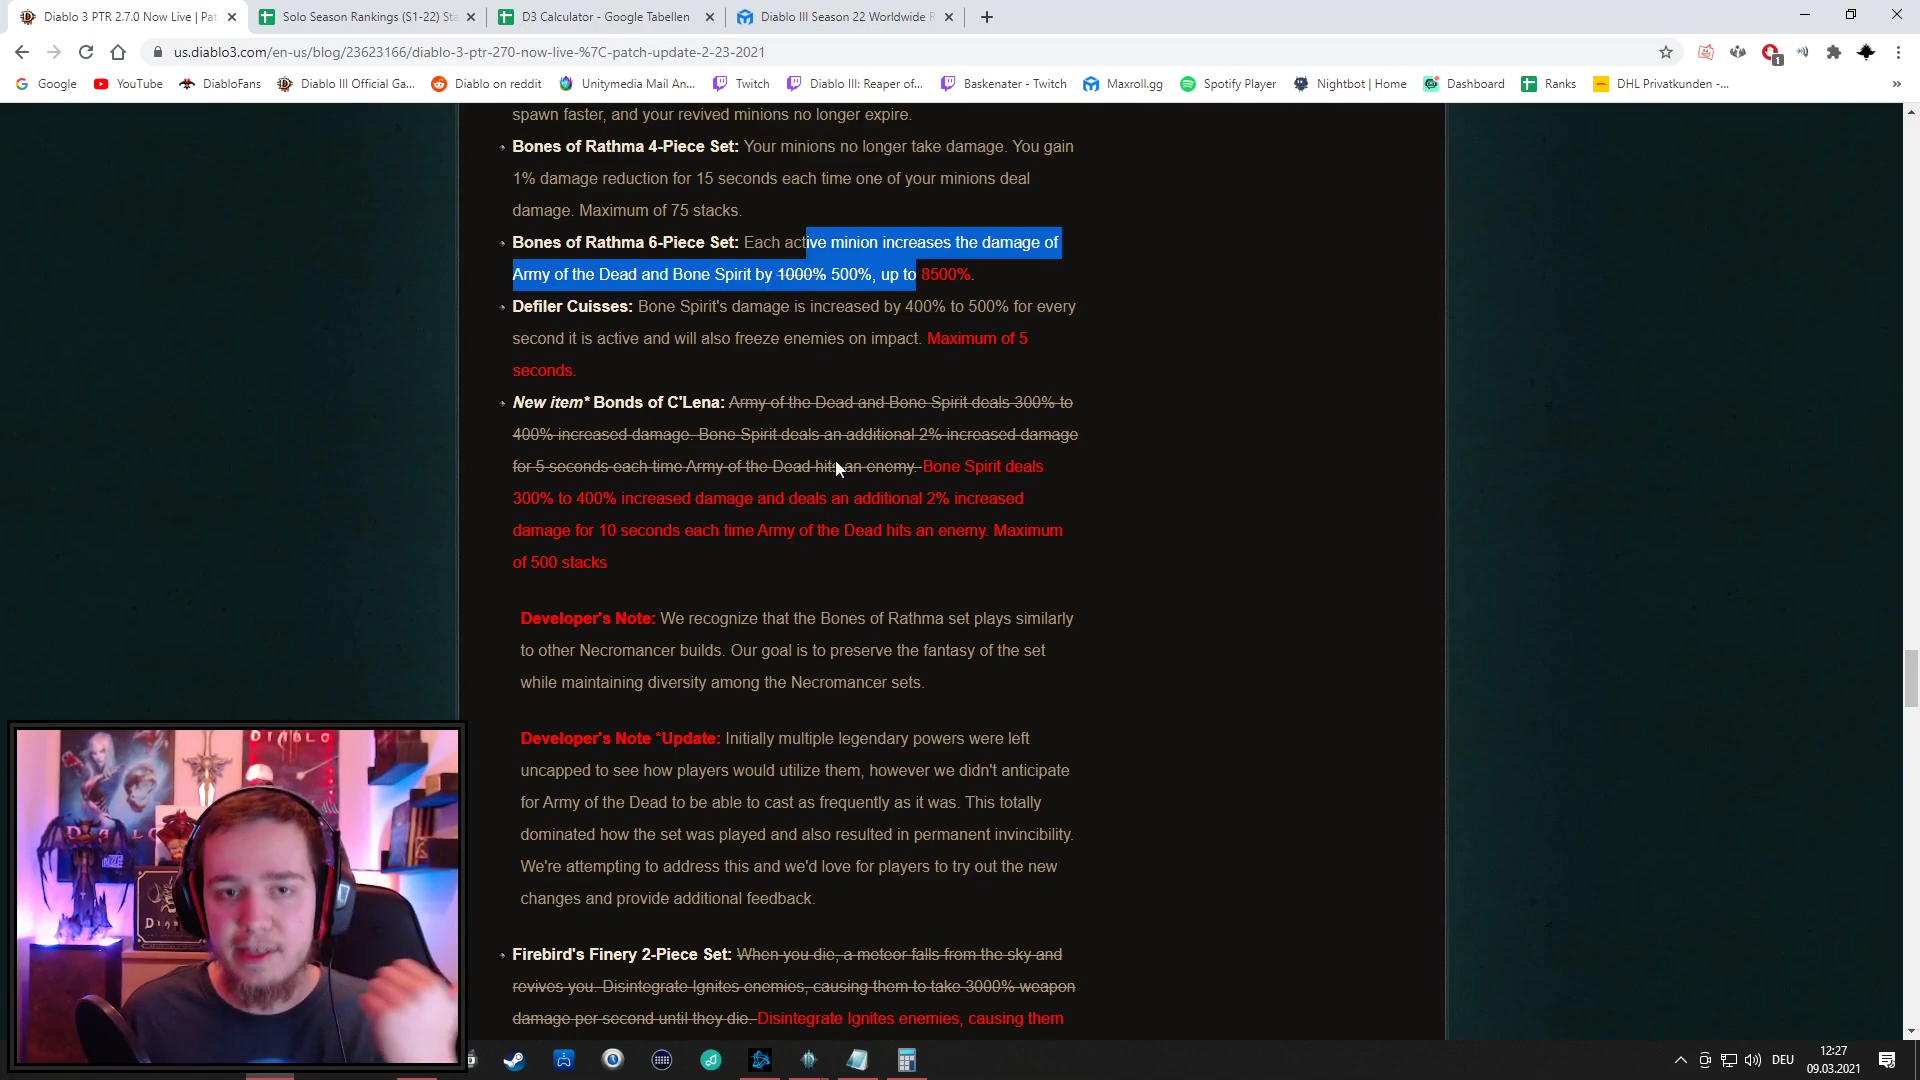 Diablo 3 PTR 2.7.0 Now Live | Pat
Solo Season Rankings (S1-22) Sta
D3 Calculator - Google Tabellen
Diablo III Season 22 Worldwide R
us.diablo3.com/en-us/blog/23623166/diablo-3-ptr-270-now-live-%7C-patch-update-2-23-2021
1
Google
YouTube
DiabloFans
Diablo III Official Ga...
Diablo on reddit
Unitymedia Mail An...
Twitch
Diablo III: Reaper of...
Baskenater - Twitch
Maxroll.gg
Spotify Player
Nightbot | Home
Dashboard
Ranks
DHL Privatkunden -...
»
spawn faster, and your revived minions no longer expire.
Bones of Rathma 4-Piece Set: Your minions no longer take damage. You gain
1% damage reduction for 15 seconds each time one of your minions deal
damage. Maximum of 75 stacks.
Bones of Rathma 6-Piece Set: Each active minion increases the damage of
Army of the Dead and Bone Spirit by 1000% 500%, up to 8500%.
Defiler Cuisses: Bone Spirit's damage is increased by 400% to 500% for every
second it is active and will also freeze enemies on impact. Maximum of 5
seconds.
New item* Bonds of C'Lena: Army of the Dead and Bone Spirit deals 300% to
400% increased damage. Bone Spirit deals an additional 2% increased damage
for 5 seconds each time Army of the Dead hits an enemy. Bone Spirit deals
300% to 400% increased damage and deals an additional 2% increased
damage for 10 seconds each time Army of the Dead hits an enemy. Maximum
of 500 stacks
Developer's Note: We recognize that the Bones of Rathma set plays similarly
to other Necromancer builds. Our goal is to preserve the fantasy of the set
while maintaining diversity among the Necromancer sets.
Developer's Note *Update: Initially multiple legendary powers were left
uncapped to see how players would utilize them, however we didn't anticipate
for Army of the Dead to be able to cast as frequently as it was. This totally
dominated how the set was played and also resulted in permanent invincibility.
We're attempting to address this and we'd love for players to try out the new
changes and provide additional feedback.
Firebird's Finery 2-Piece Set: When you die, a meteor falls from the sky and
revives you. Disintegrate Ignites enemies, causing them to take 3000% weapon
damage per second until they die. Disintegrate Ignites enemies, causing them
DIABLO
DEU
12:27
09.03.2021